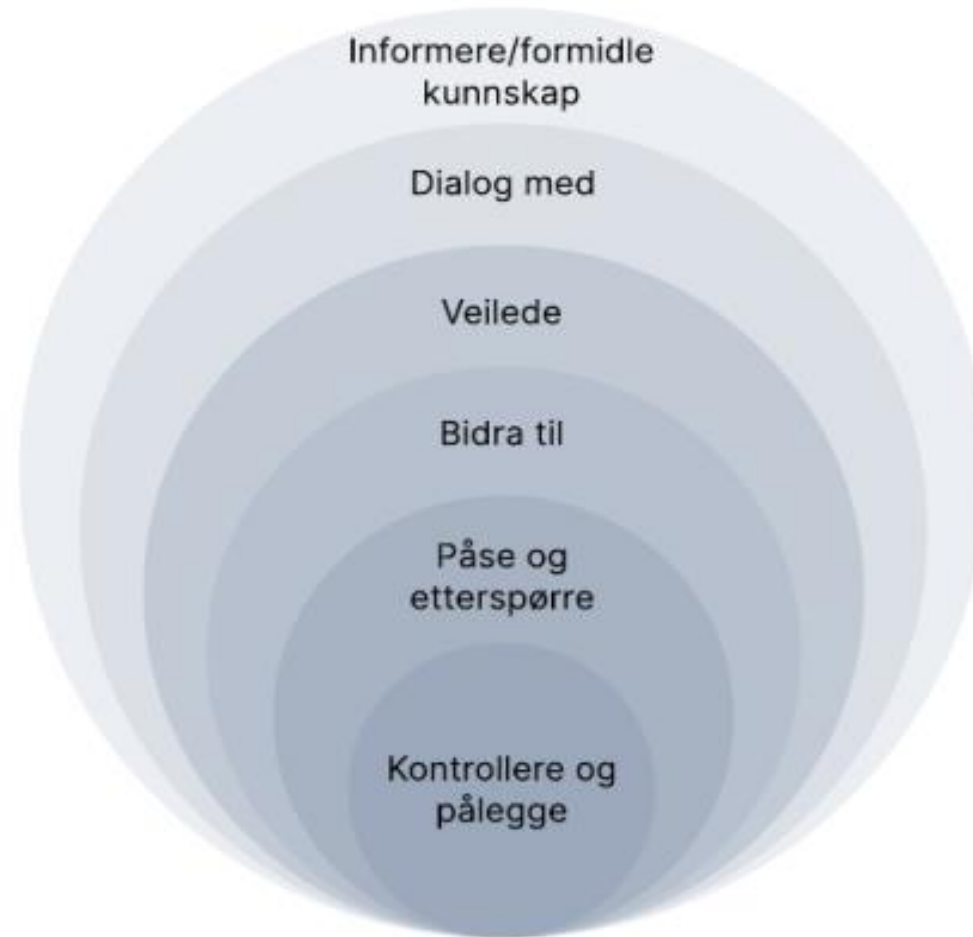 Informere/formidle
kunnskap
Dialog med
Veilede
Bidra til
Påse og
etterspørre
Kontrollere og
pålegge